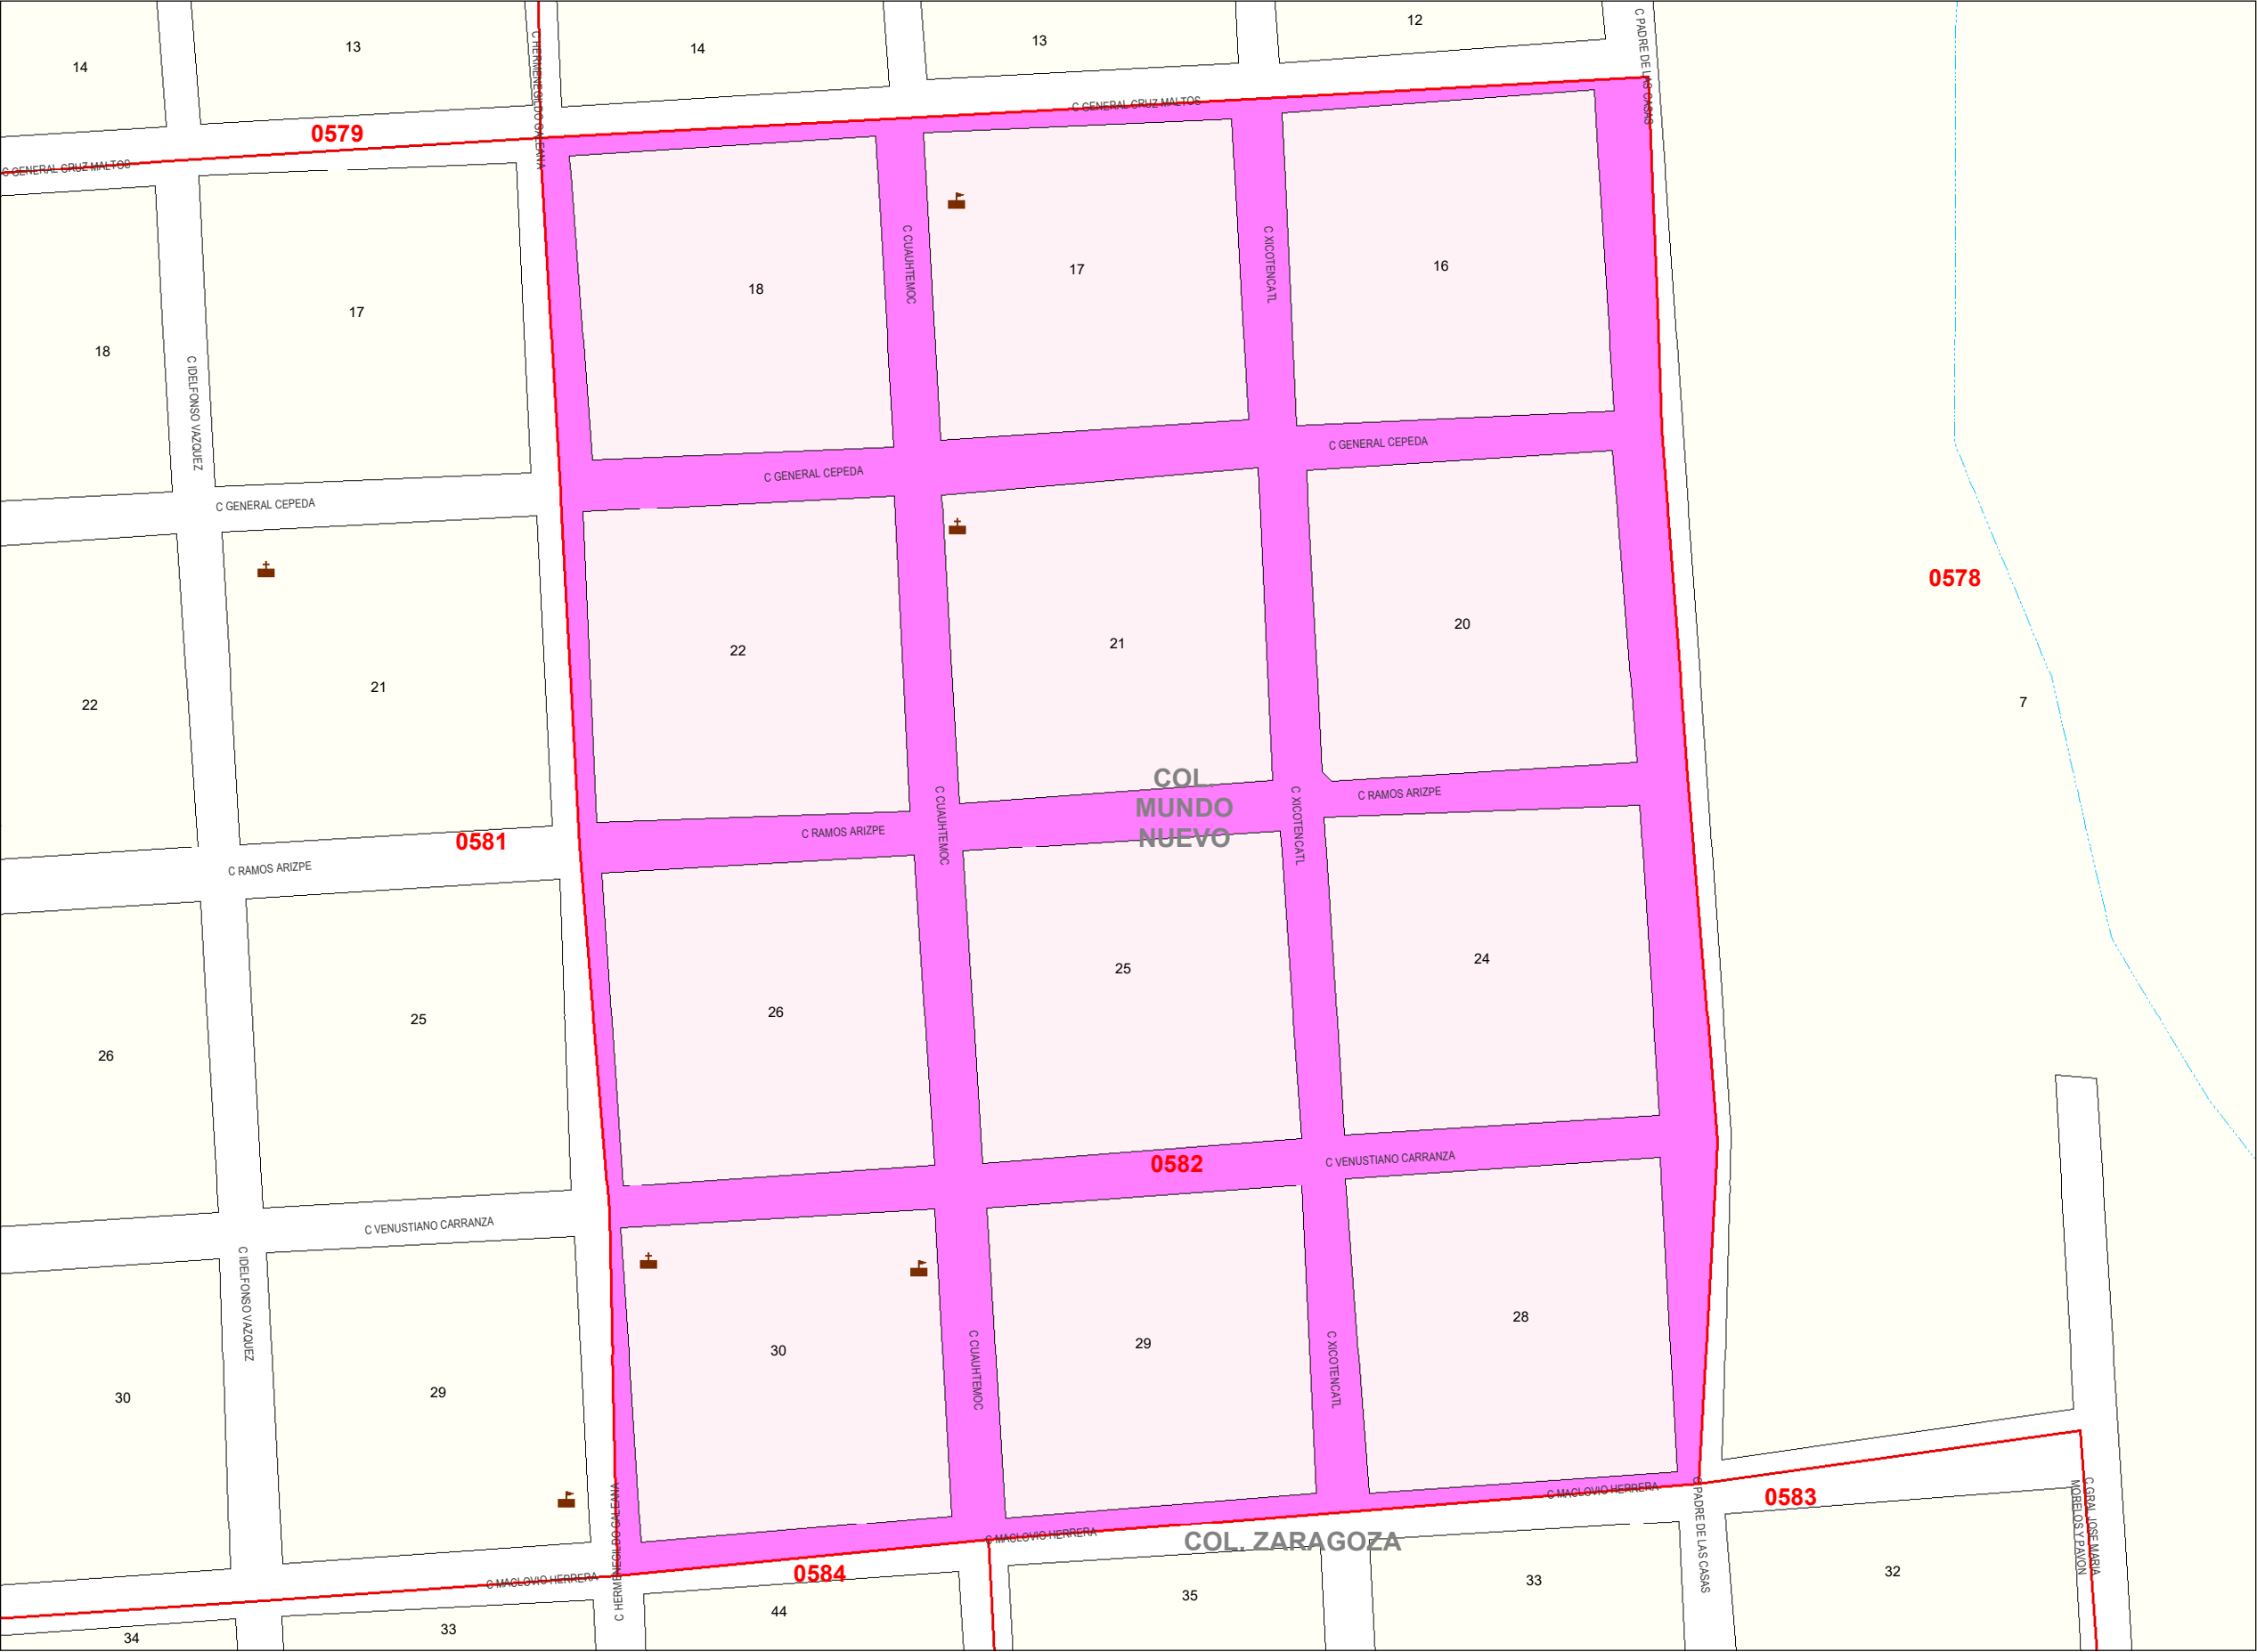 12
13
14
13
14
C HERMENEGILDO GALEANA
C PADRE DE LAS CASAS
C GENERAL CRUZ MALTOS
0579
C GENERAL CRUZ MALTOS
18
17
18
17
16
C IDELFONSO VAZQUEZ
C CUAUHTEMOC
C XICOTENCATL
C GENERAL CEPEDA
C GENERAL CEPEDA
C GENERAL CEPEDA
0578
22
21
22
21
20
7
COL.
MUNDO
NUEVO
C RAMOS ARIZPE
C RAMOS ARIZPE
C RAMOS ARIZPE
0581
C CUAUHTEMOC
C XICOTENCATL
26
25
26
25
24
0582
C VENUSTIANO CARRANZA
C VENUSTIANO CARRANZA
C IDELFONSO VAZQUEZ
30
29
30
29
28
C CUAUHTEMOC
C XICOTENCATL
C MACLOVIO HERRERA
0583
C MACLOVIO HERRERA
COL. ZARAGOZA
C MACLOVIO HERRERA
0584
C HERMENEGILDO GALEANA
C PADRE DE LAS CASAS
C GRAL JOSE MARIA
MORELOS Y PAVON
34
33
44
35
33
32